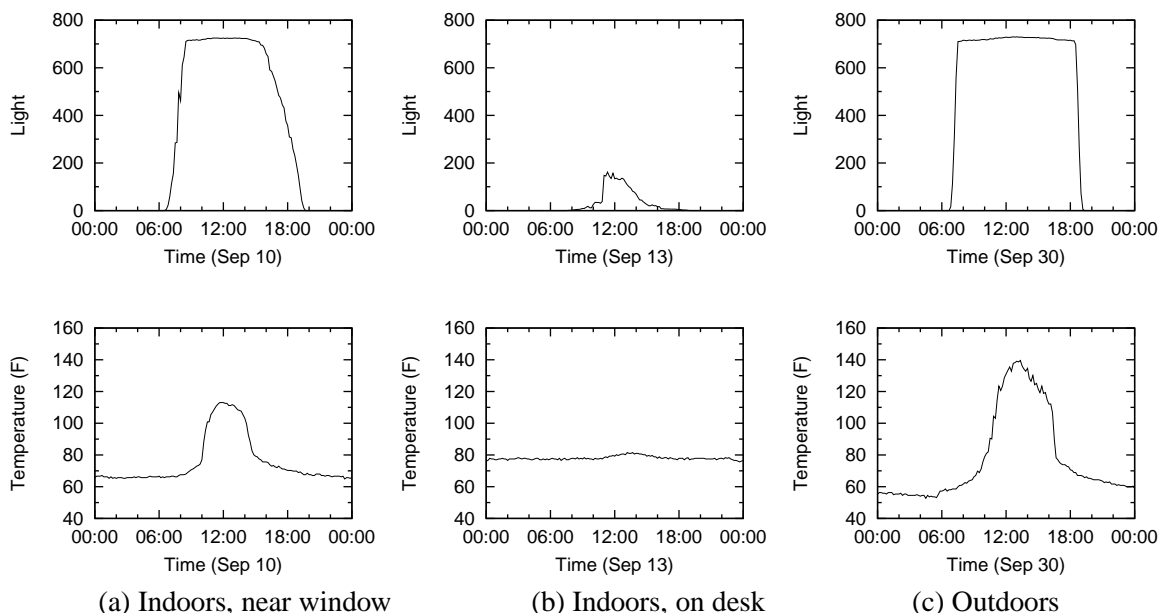 800
600
400
200
0
Light
00:00 06:00 12:00 18:00 00:00
Time (Sep 10)
800
600
400
200
0
Light
00:00 06:00 12:00 18:00 00:00
Time (Sep 13)
800
600
400
200
0
Light
00:00 06:00 12:00 18:00 00:00
Time (Sep 30)
160
140
120
100
80
60
40
Temperature (F)
00:00 06:00 12:00 18:00 00:00
Time (Sep 10)
(a) Indoors, near window
160
140
120
100
80
60
40
Temperature (F)
00:00 06:00 12:00 18:00 00:00
Time (Sep 13)
(b) Indoors, on desk
160
140
120
100
80
60
40
Temperature (F)
00:00 06:00 12:00 18:00 00:00
Time (Sep 30)
(c) Outdoors